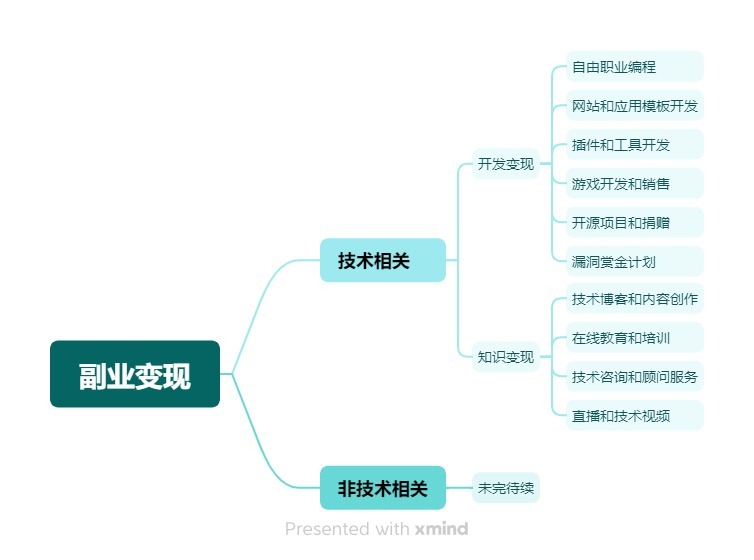 副业变现
技术相关
开发变现
自由职业编程
网站和应用模板开发
插件和工具开发
游戏开发和销售
开源项目和捐赠
漏洞赏金计划
知识变现
技术博客和内容创作
在线教育和培训
技术咨询和顾问服务
直播和技术视频
非技术相关
未完待续
Presented with xmind